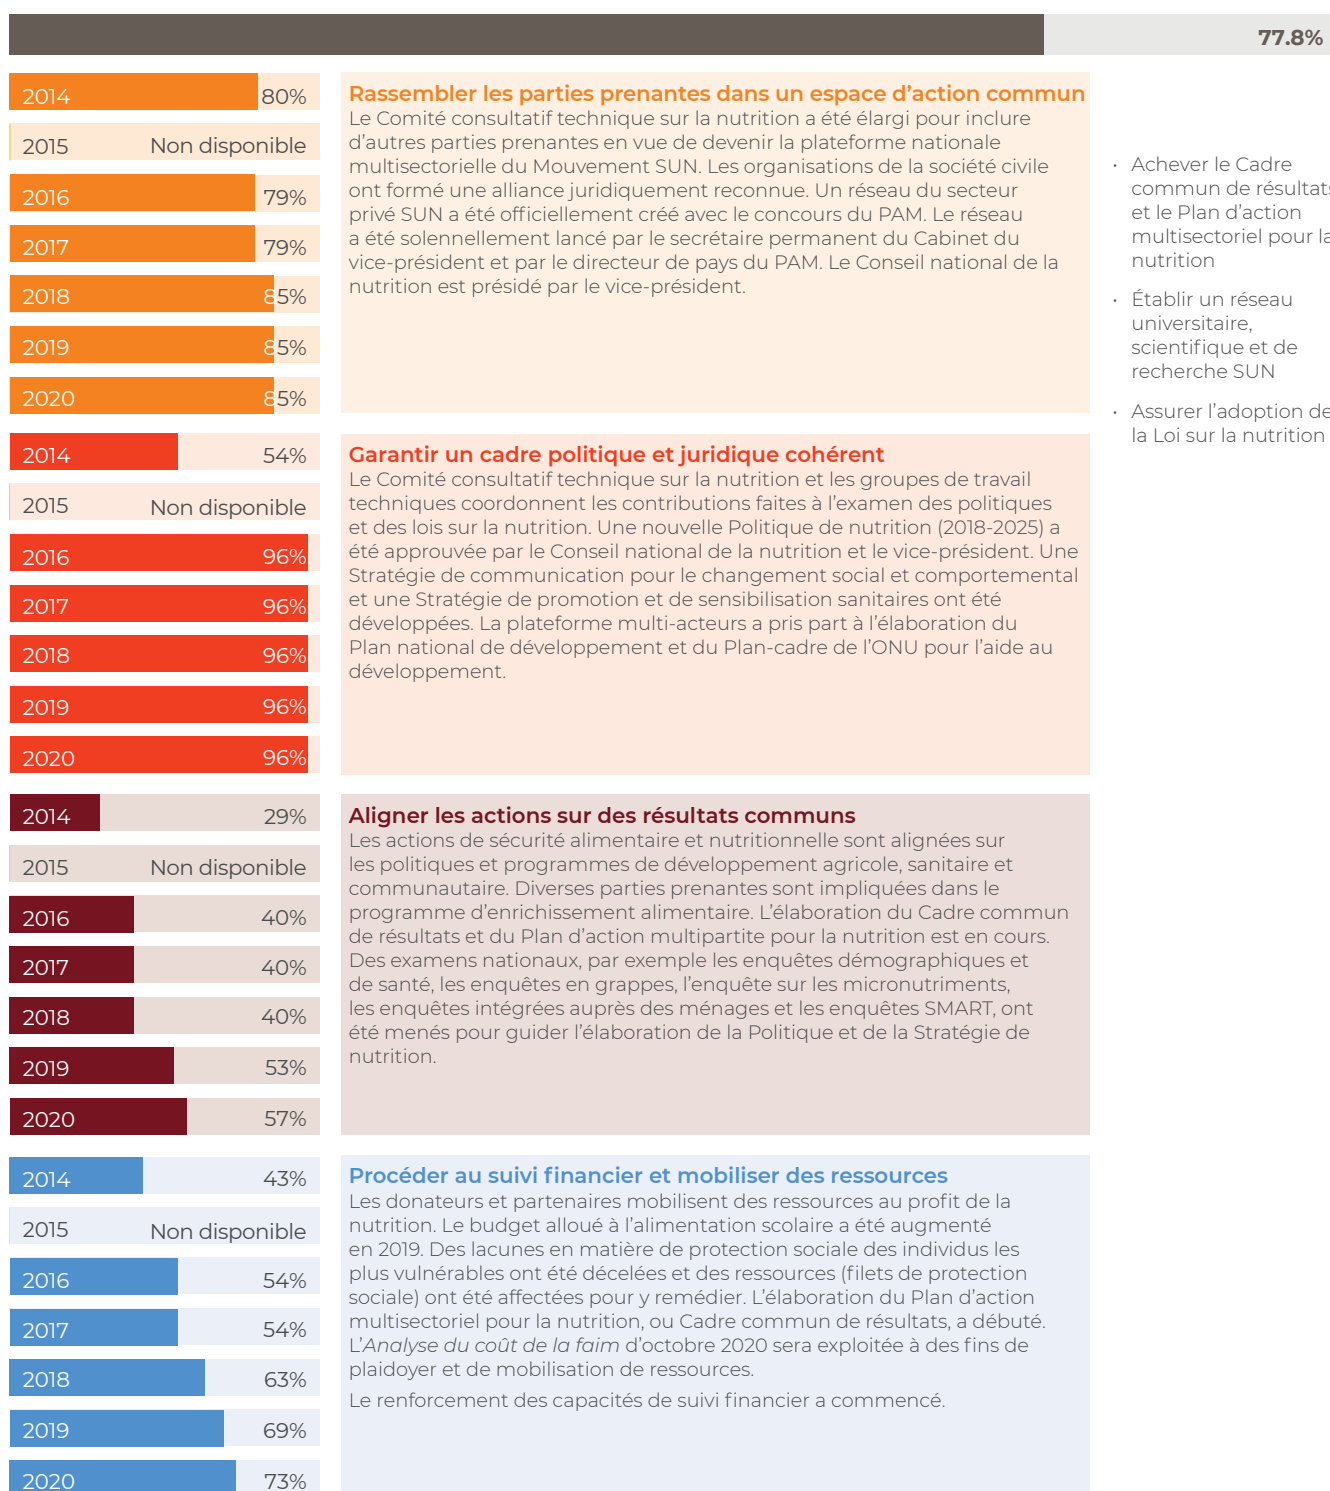 77.8%
2014 80%
2015 Non disponible
2016 79%
2017 79%
2018 85%
2019 85%
2020 85%
Rassembler les parties prenantes dans un espace d’action commun
Le Comité consultatif technique sur la nutrition a été élargi pour inclure
d’autres parties prenantes en vue de devenir la plateforme nationale
multisectorielle du Mouvement SUN. Les organisations de la société civile
ont formé une alliance juridiquement reconnue. Un réseau du secteur
privé SUN a été officiellement créé avec le concours du PAM. Le réseau
a été solennellement lancé par le secrétaire permanent du Cabinet du
vice-président et par le directeur de pays du PAM. Le Conseil national de la
nutrition est présidé par le vice-président.
2014 54%
2015 Non disponible
2016 96%
2017 96%
2018 96%
2019 96%
2020 96%
Garantir un cadre politique et juridique cohérent
Le Comité consultatif technique sur la nutrition et les groupes de travail
techniques coordonnent les contributions faites à l’examen des politiques
et des lois sur la nutrition. Une nouvelle Politique de nutrition (2018-2025) a
été approuvée par le Conseil national de la nutrition et le vice-président. Une
Stratégie de communication pour le changement social et comportemental
et une Stratégie de promotion et de sensibilisation sanitaires ont été
développées. La plateforme multi-acteurs a pris part à l’élaboration du
Plan national de développement et du Plan-cadre de l’ONU pour l’aide au
développement.
2014 29%
2015 Non disponible
2016 40%
2017 40%
2018 40%
2019 53%
2020 57%
Aligner les actions sur des résultats communs
Les actions de sécurité alimentaire et nutritionnelle sont alignées sur
les politiques et programmes de développement agricole, sanitaire et
communautaire. Diverses parties prenantes sont impliquées dans le
programme d’enrichissement alimentaire. L’élaboration du Cadre commun
de résultats et du Plan d’action multipartite pour la nutrition est en cours.
Des examens nationaux, par exemple les enquêtes démographiques et
de santé, les enquêtes en grappes, l’enquête sur les micronutriments,
les enquêtes intégrées auprès des ménages et les enquêtes SMART, ont
été menés pour guider l’élaboration de la Politique et de la Stratégie de
nutrition.
2014 43%
2015 Non disponible
2016 54%
2017 54%
2018 63%
2019 69%
2020 73%
Procéder au suivi financier et mobiliser des ressources
Les donateurs et partenaires mobilisent des ressources au profit de la
nutrition. Le budget alloué à l’alimentation scolaire a été augmenté
en 2019. Des lacunes en matière de protection sociale des individus les
plus vulnérables ont été décelées et des ressources (filets de protection
sociale) ont été affectées pour y remédier. L’élaboration du Plan d’action
multisectoriel pour la nutrition, ou Cadre commun de résultats, a débuté.
L’Analyse du coût de la faim d’octobre 2020 sera exploitée à des fins de
plaidoyer et de mobilisation de ressources.
Le renforcement des capacités de suivi financier a commencé.
• Achever le Cadre
commun de résultats
et le Plan d’action
multisectoriel pour la
nutrition
• Établir un réseau
universitaire,
scientifique et de
recherche SUN
• Assurer l’adoption de
la Loi sur la nutrition